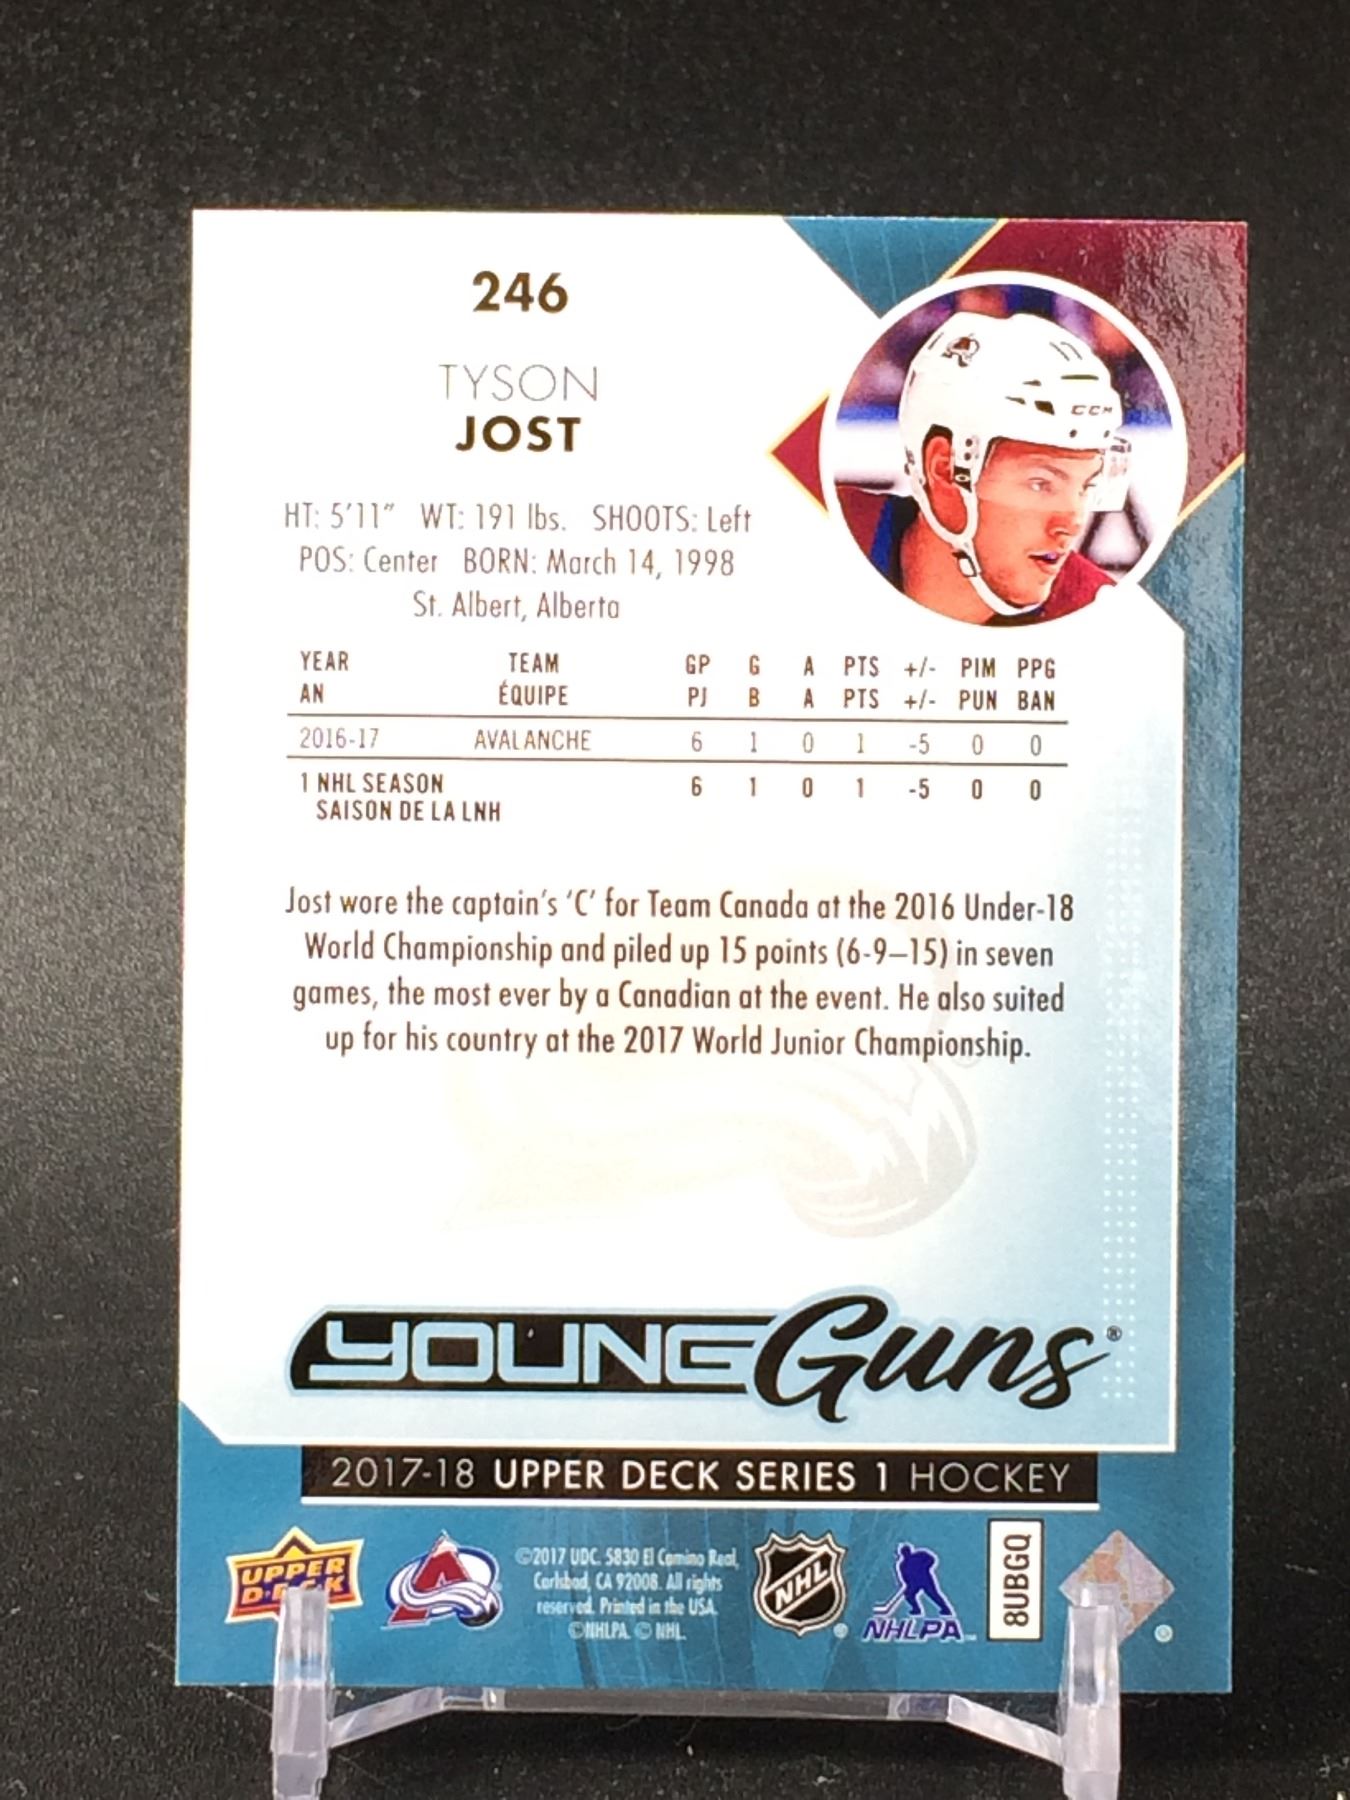 246
TYSON
JOST
HT: 5'11" WT: 191 lbs. SHOOTS: Left
POS: Center BORN: March 14, 1998
St. Albert, Alberta
YEAR TEAM GP G A PTS +/- PIM PPG
AN ÉQUIPE PJ B A PTS +/- PUN BAN
2016-17 AVALANCHE 6 1 0 1 -5 0 0
1 NHL SEASON 6 1 0 1 -5 0 0
SAISON DE LA LNH
CCM
Jost wore the captain's 'C' for Team Canada at the 2016 Under-18
World Championship and piled up 15 points (6-9–15) in seven
games, the most ever by a Canadian at the event. He also suited
up for his country at the 2017 World Junior Championship.
YOUNG Guns®
2017-18 UPPER DECK SERIES 1 HOCKEY
UPPER
DECK
©2017 UDC. 5830 El Camino Real,
Carlsbad, CA 92008. All rights
reserved. Printed in the USA.
©NHLPA. © NHL.
NHL
NHLPA
8UBGQ